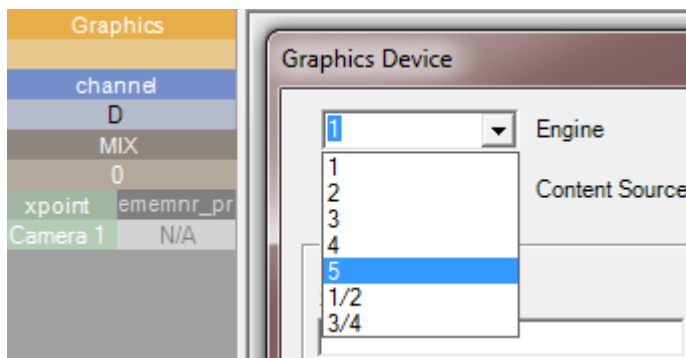 Graphics
channel
D
MIX
0
xpoint ememnr_pr
Camera 1 N/A
Graphics Device
1 Engine
1
2
3
4
5
1/2
3/4
Content Source